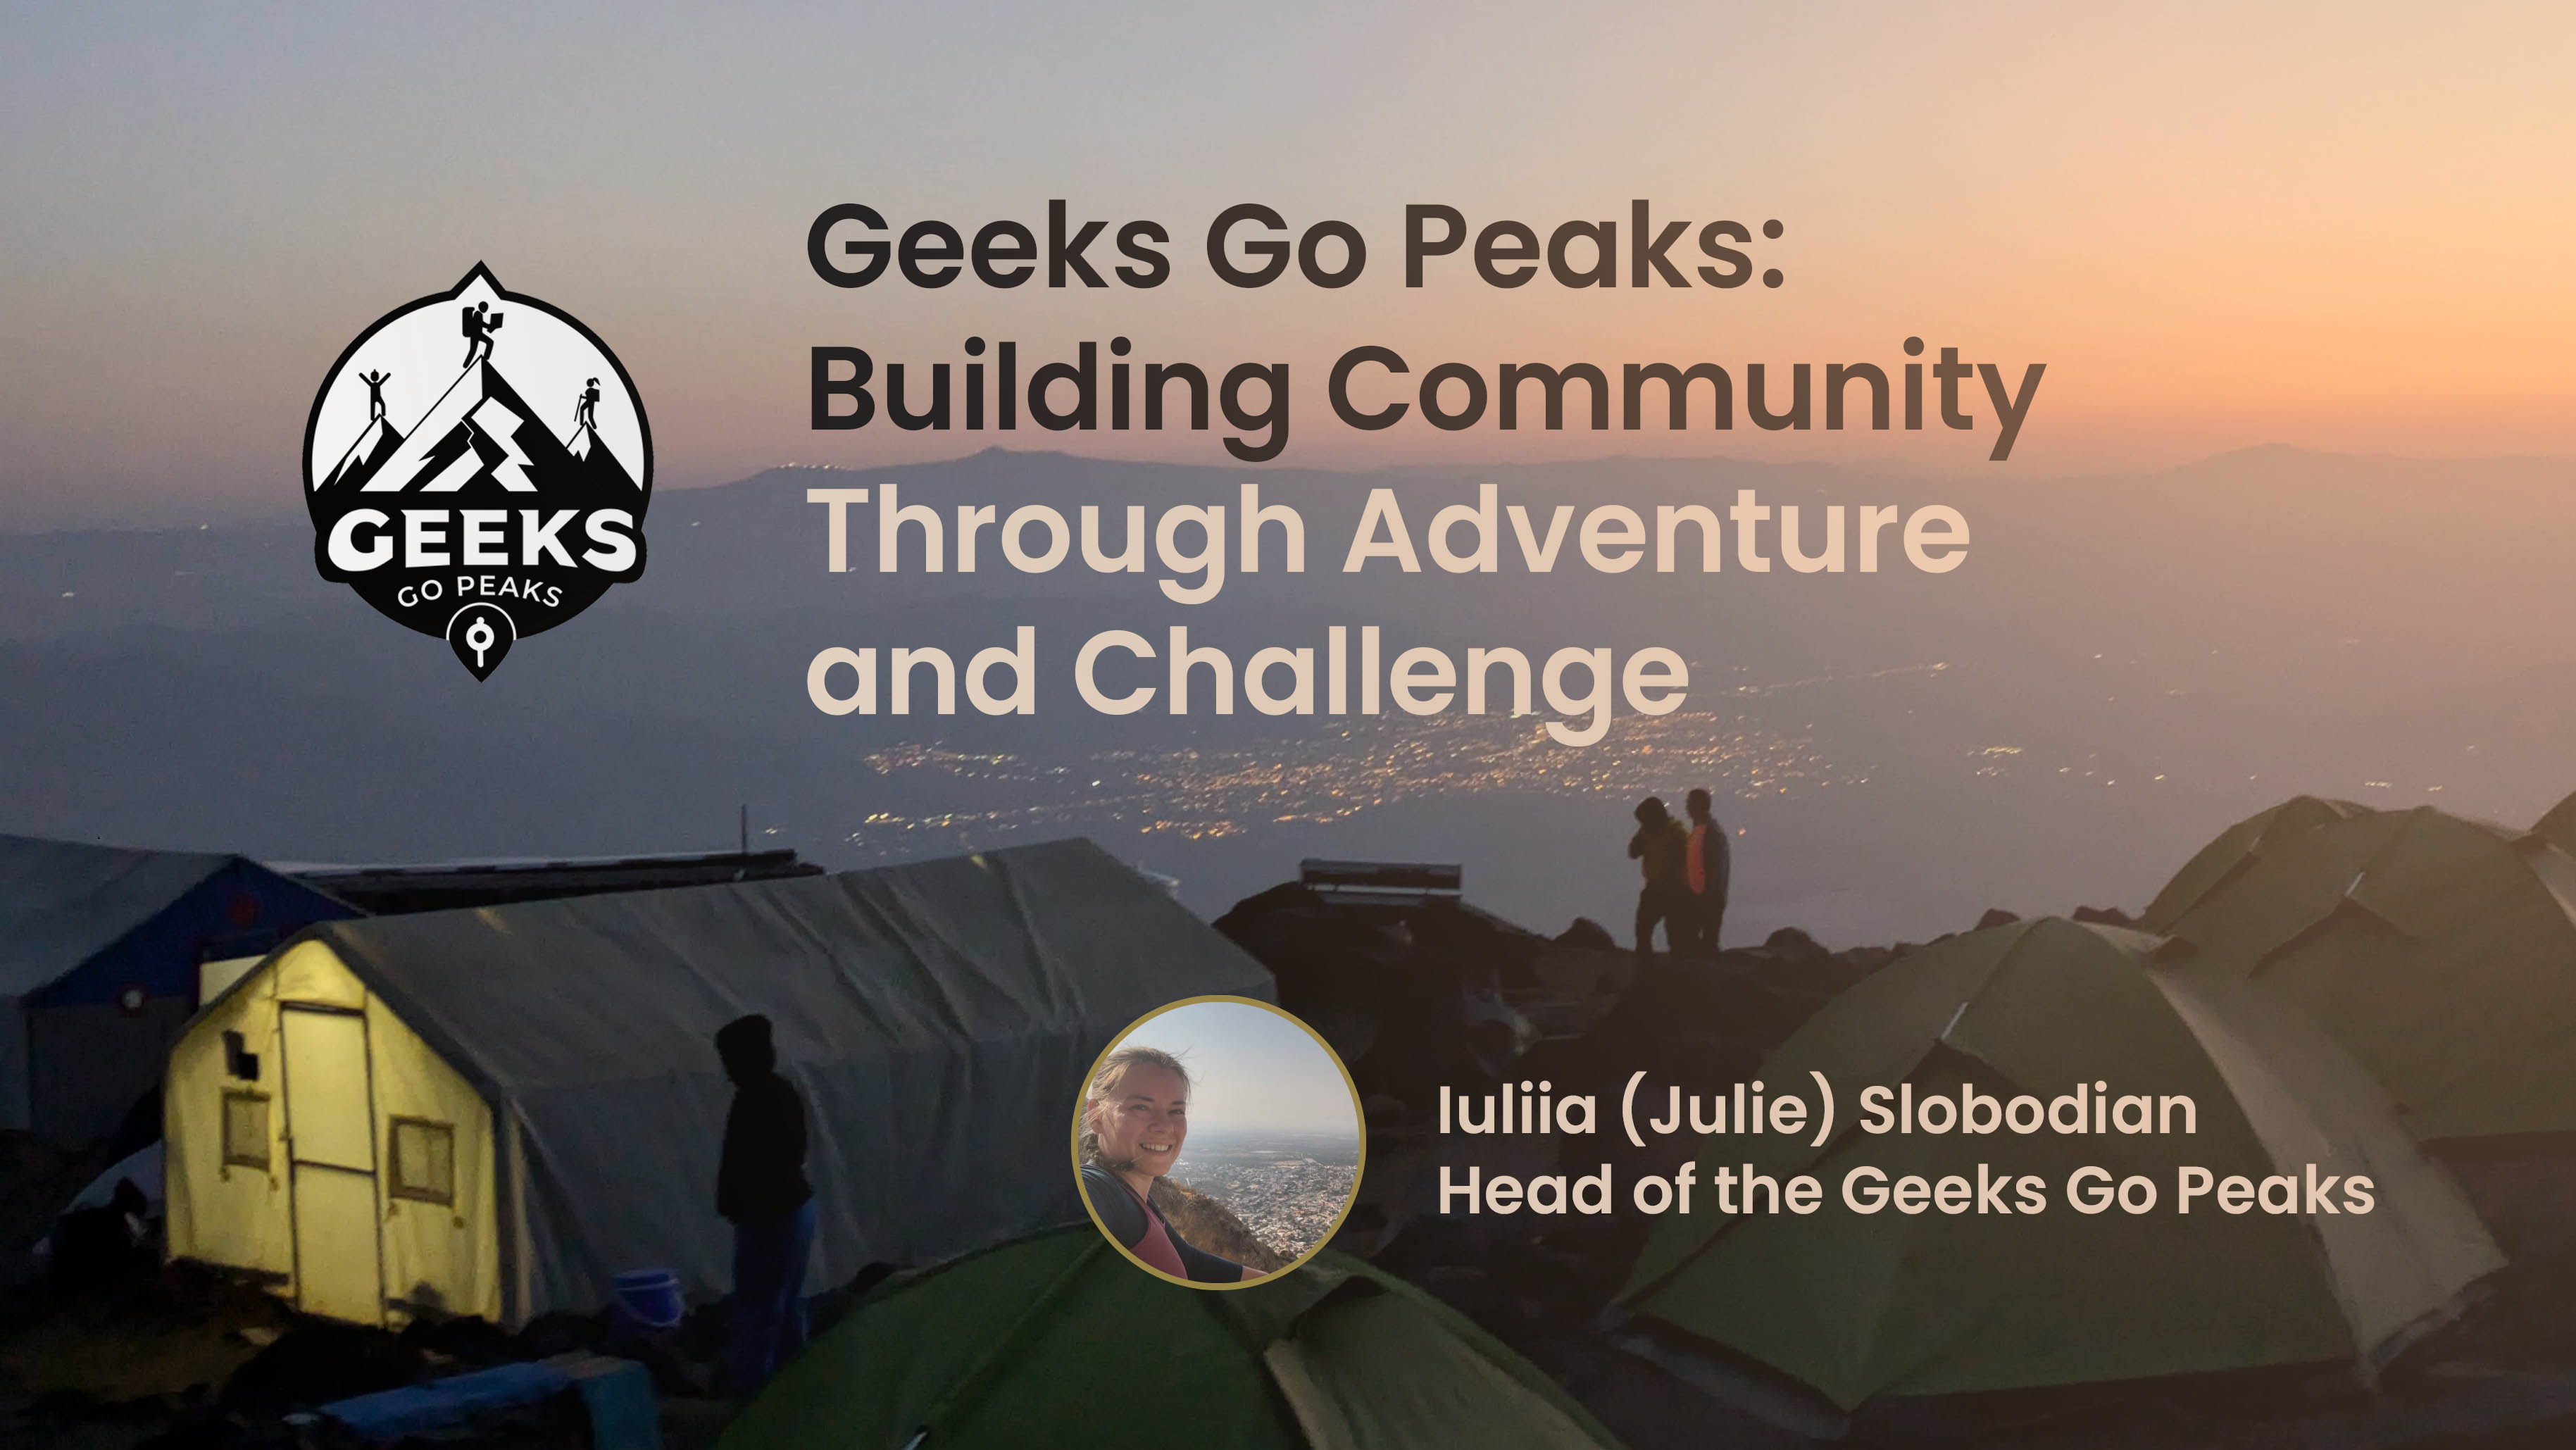 GEEKS
GO PEAKS
Geeks Go Peaks:
Building Community
Through Adventure
and Challenge
Iuliia (Julie) Slobodian
Head of the Geeks Go Peaks